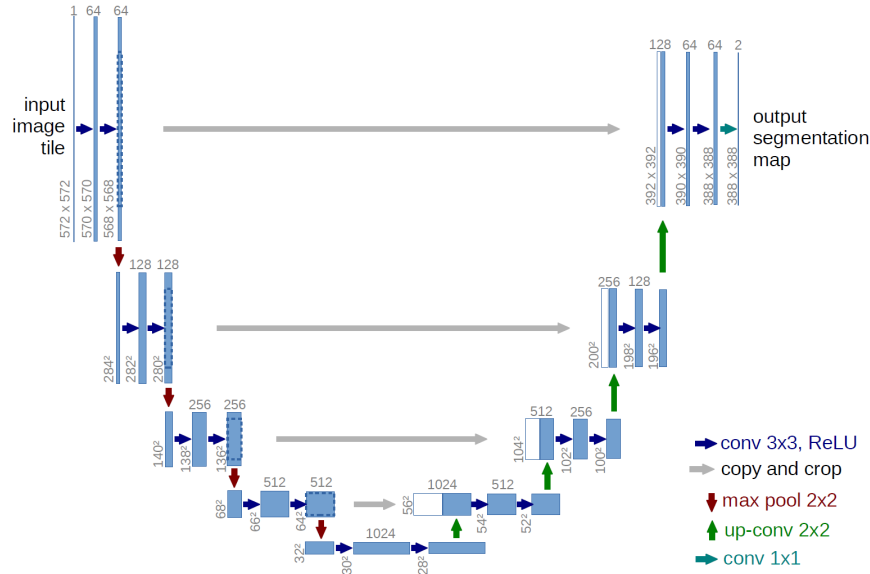 1 64 64
input
image
tile
572 x 572
570 x 570
568 x 568
128 64 64 2
output
segmentation
map
392 x 392
390 x 390
388 x 388
388 x 388
128 128
284²
282²
280²
256 128
200²
198²
196²
256 256
140²
138²
136²
512 256
104²
102²
100²
512 512
68²
66²
64²
1024 512
56²
54²
52²
1024
32²
30²
28²
conv 3x3, ReLU
copy and crop
max pool 2x2
up-conv 2x2
conv 1x1